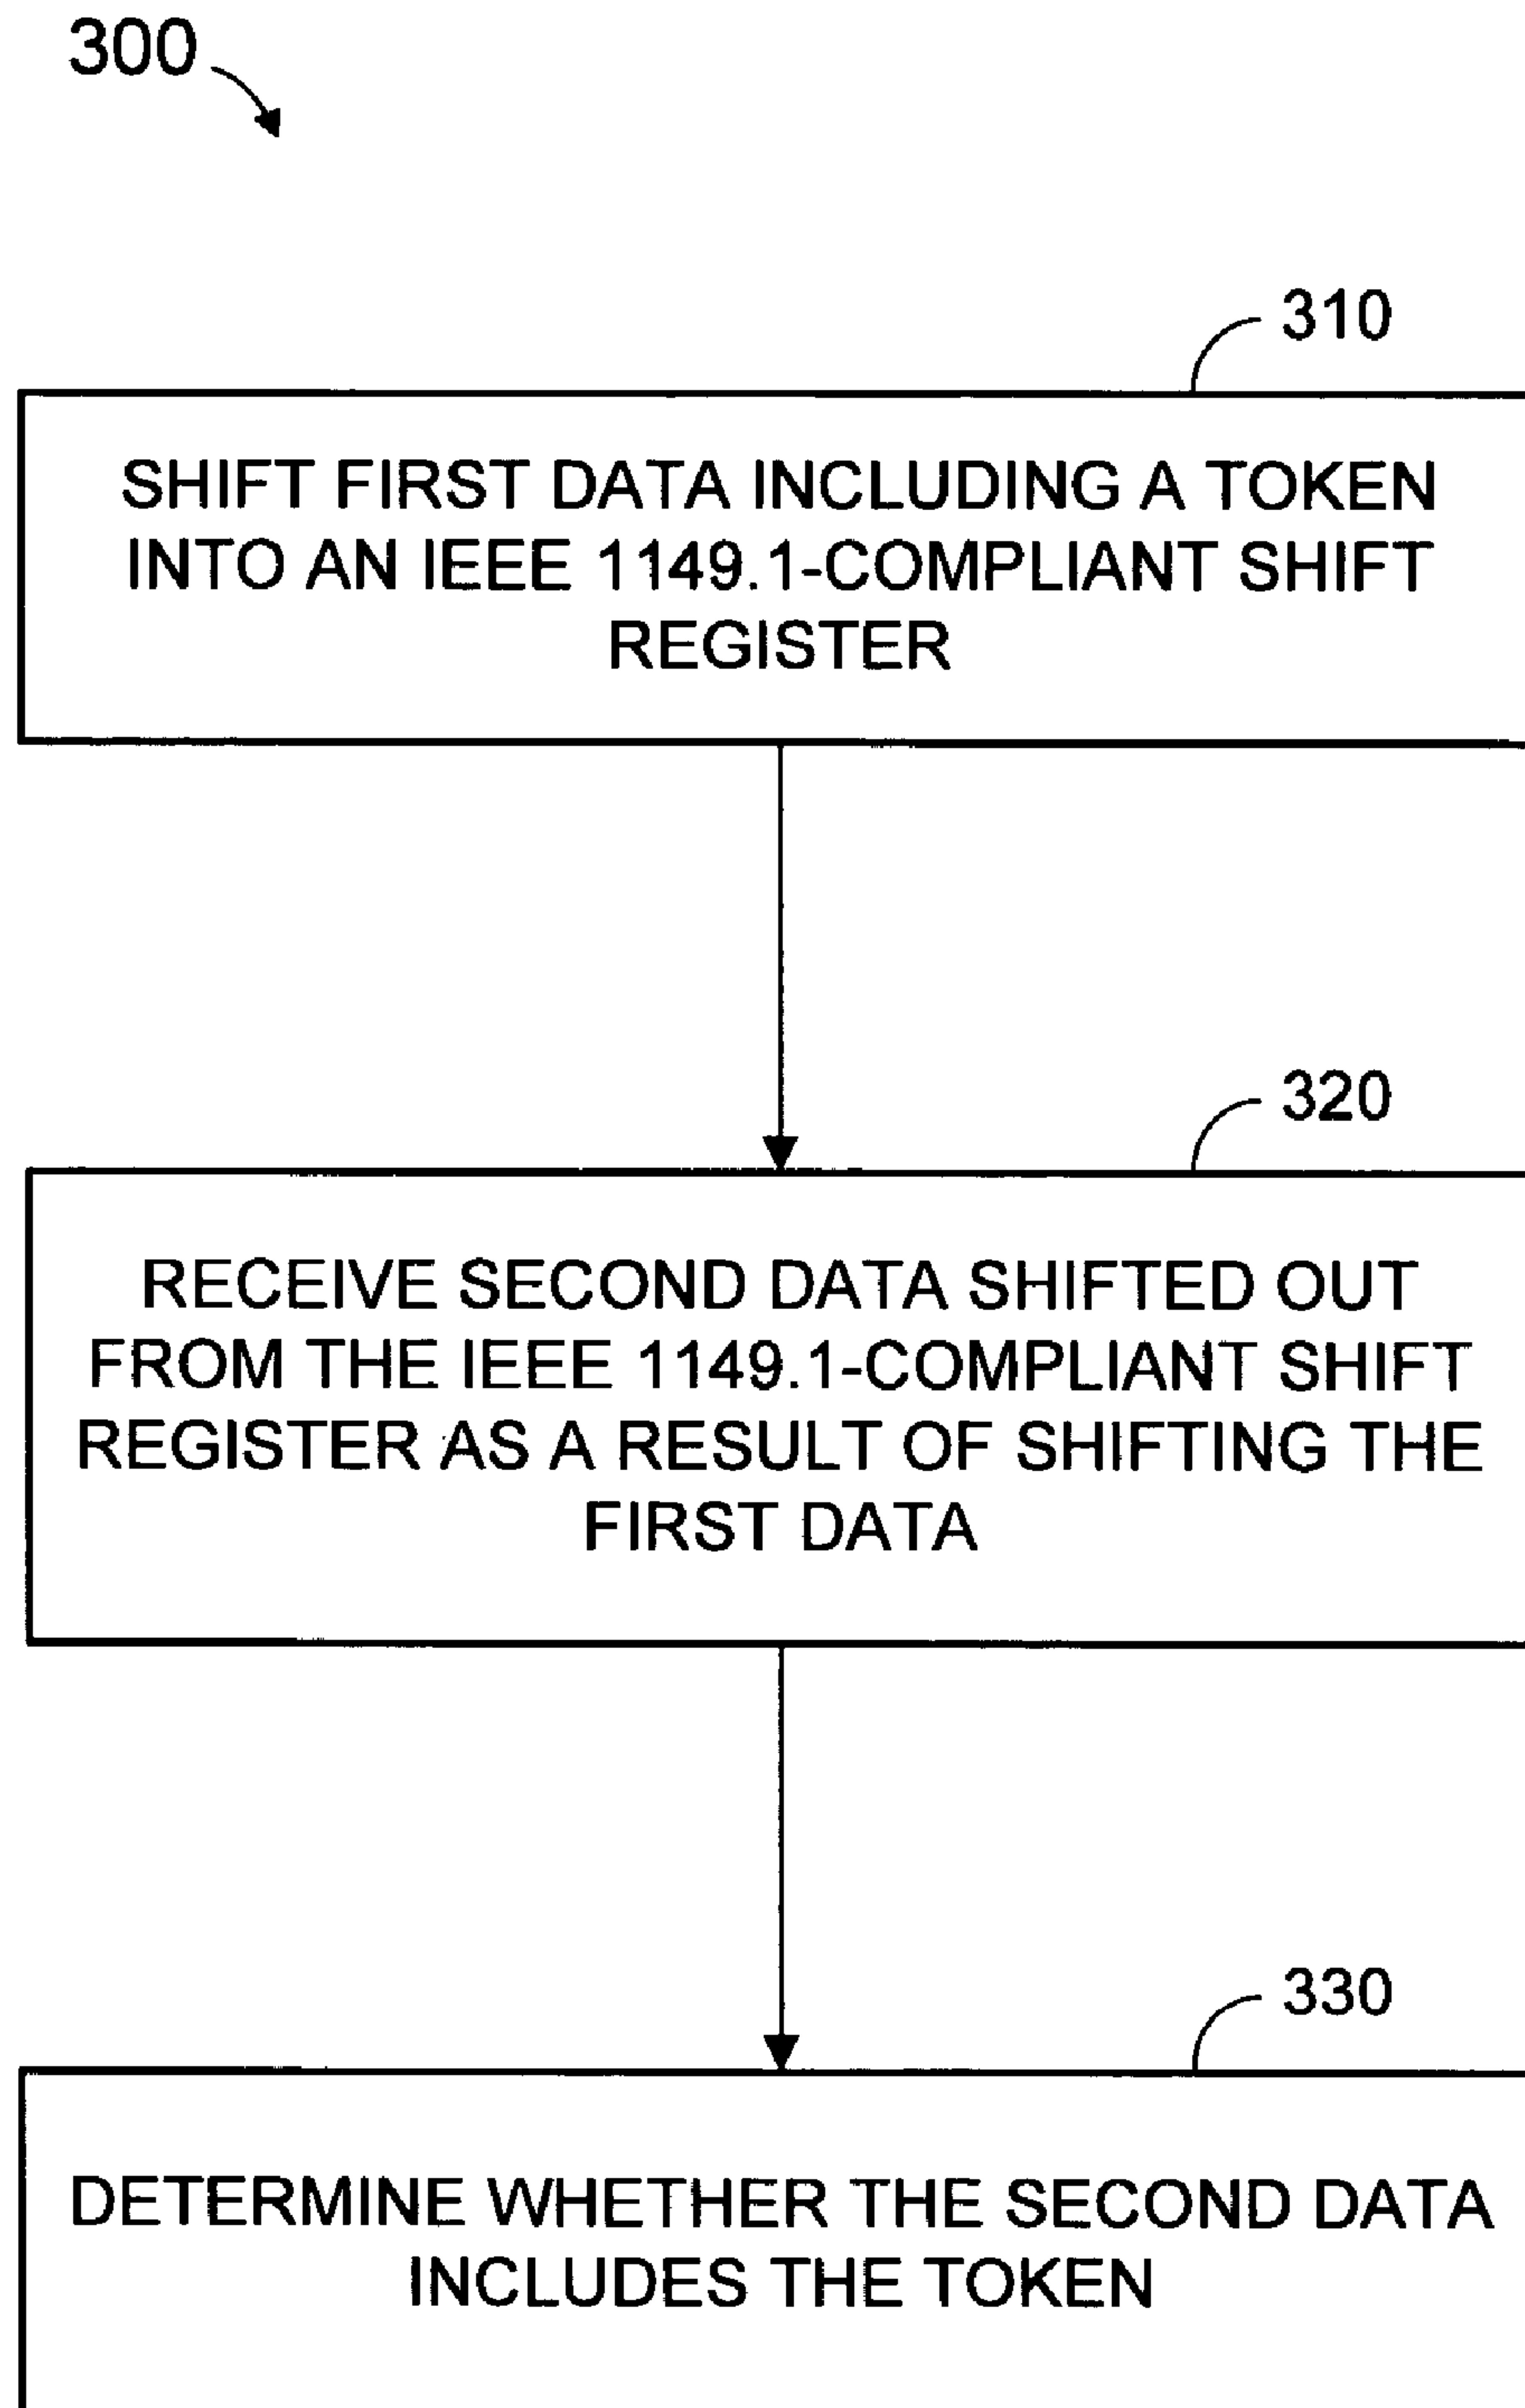 300
310
SHIFT FIRST DATA INCLUDING A TOKEN
INTO AN IEEE 1149.1-COMPLIANT SHIFT
REGISTER
320
RECEIVE SECOND DATA SHIFTED OUT
FROM THE IEEE 1149.1-COMPLIANT SHIFT
REGISTER AS A RESULT OF SHIFTING THE
FIRST DATA
330
DETERMINE WHETHER THE SECOND DATA
INCLUDES THE TOKEN